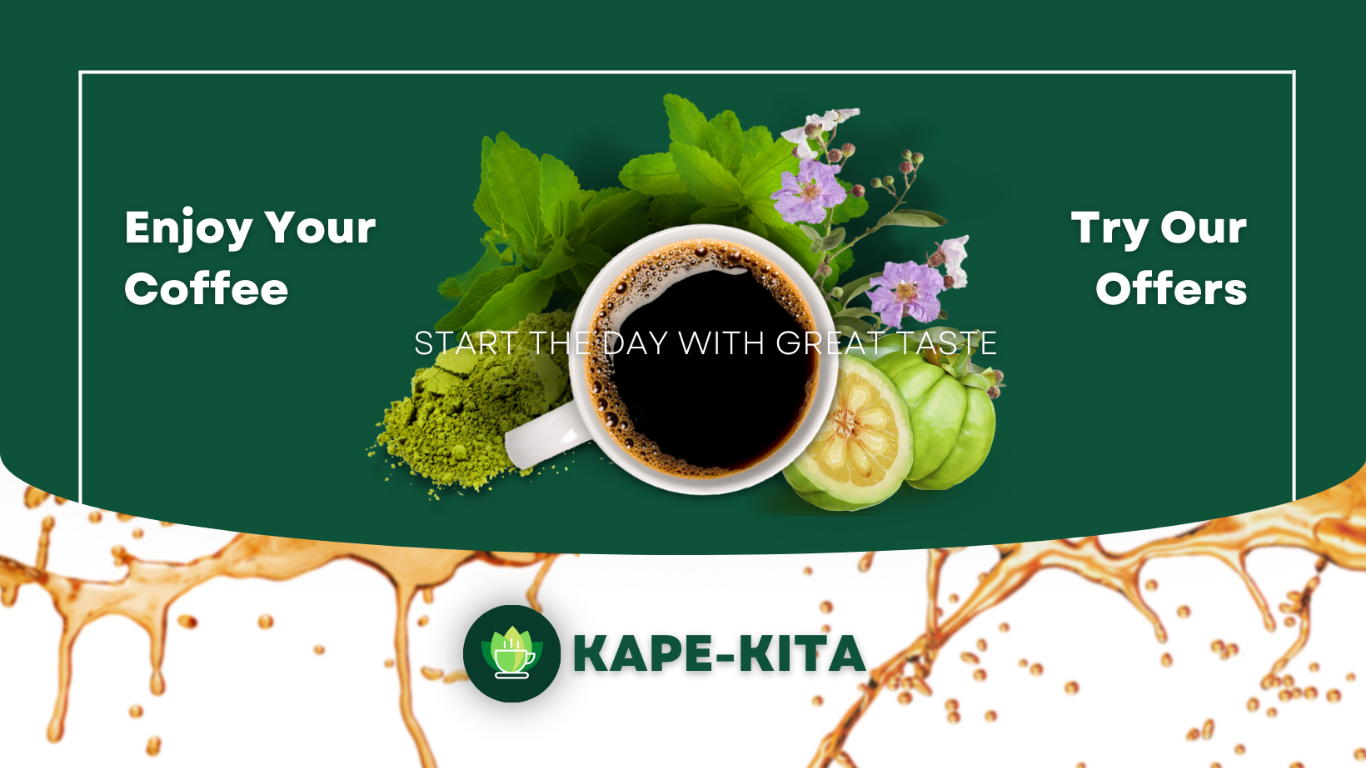 Enjoy Your
Coffee
Try Our
Offers
START THE DAY WITH GREAT TASTE
KAPE-KITA